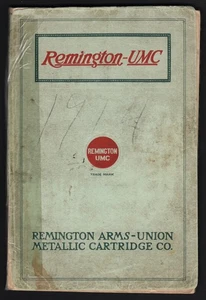 Remington-UMC
REMINGTON
UMC
TRADE MARK
REMINGTON ARMS-UNION
METALLIC CARTRIDGE CO.